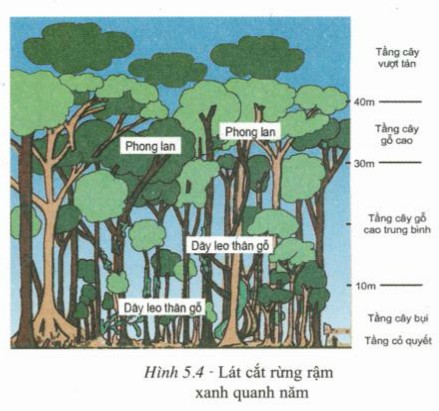 Tầng cây
vượt tán
40m
Phong lan
Phong lan
Tầng cây
gỗ cao
30m
Tầng cây gỗ
cao trung bình
Dây leo thân gỗ
10m
Dây leo thân gỗ
Tầng cây bụi
Tầng cỏ quyết
Hình 5.4 - Lát cắt rừng rậm
xanh quanh năm